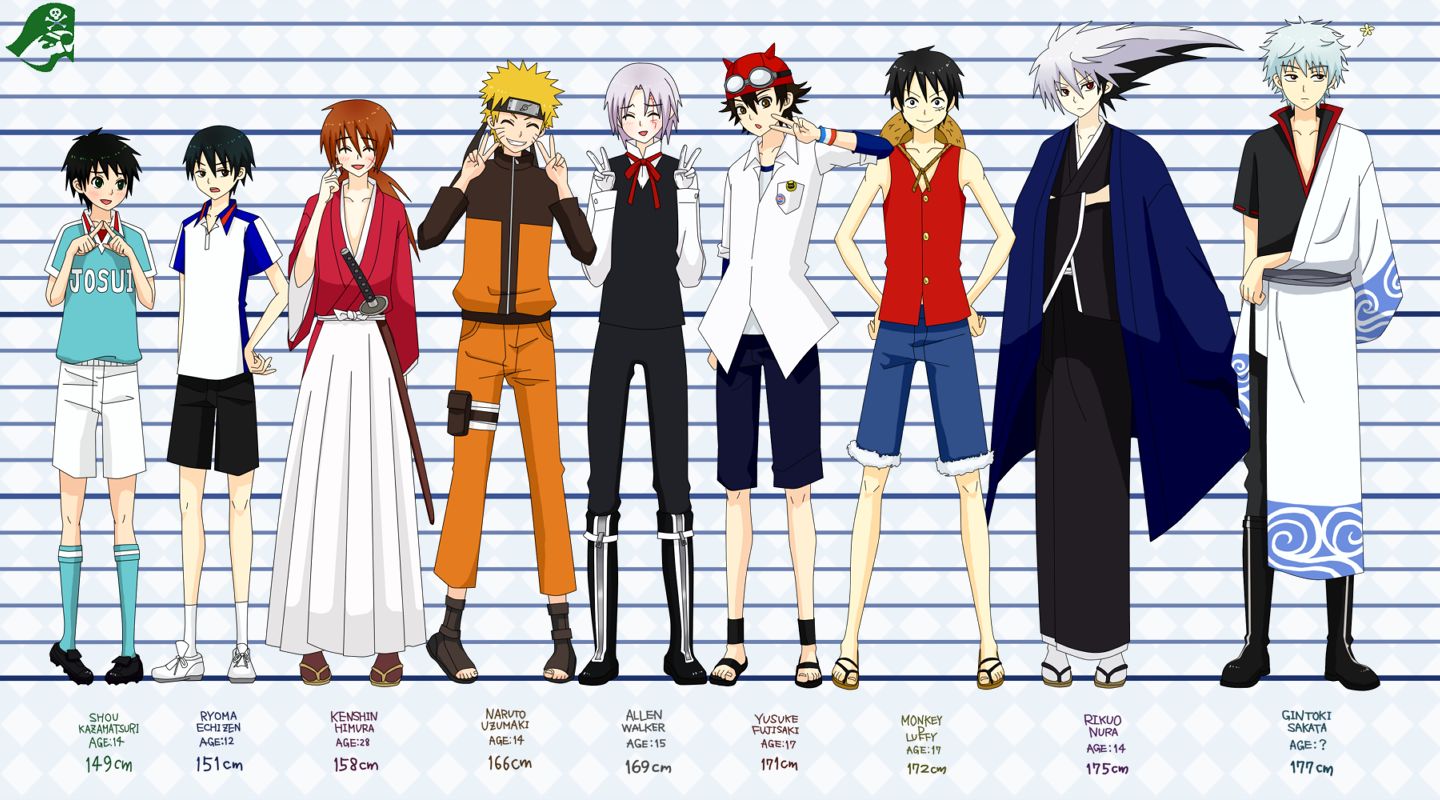 JOSUI
SHOU
KAZAMATSURI
AGE:14
149cm
RYOMA
ECHIZEN
AGE:12
151cm
KENSHIN
HIMURA
AGE:28
158cm
NARUTO
UZUMAKI
AGE:14
166cm
ALLEN
WALKER
AGE:15
169cm
YUSUKE
FUJISAKI
AGE:17
171cm
MONKEY
D
LUFFY
AGE:17
172cm
RIKUO
NURA
AGE:14
175cm
GINTOKI
SAKATA
AGE:?
177cm